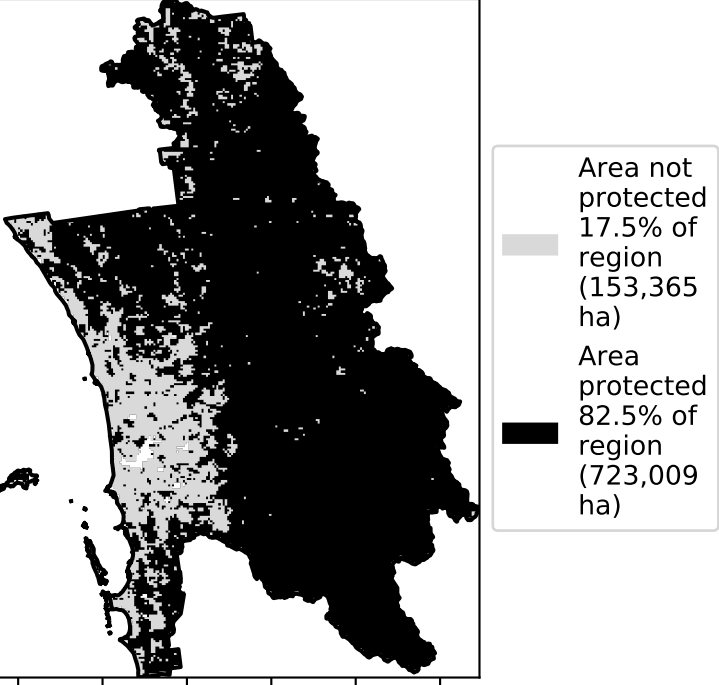 Area not
protected
17.5% of
region
(153,365
ha)
Area
protected
82.5% of
region
(723,009
ha)